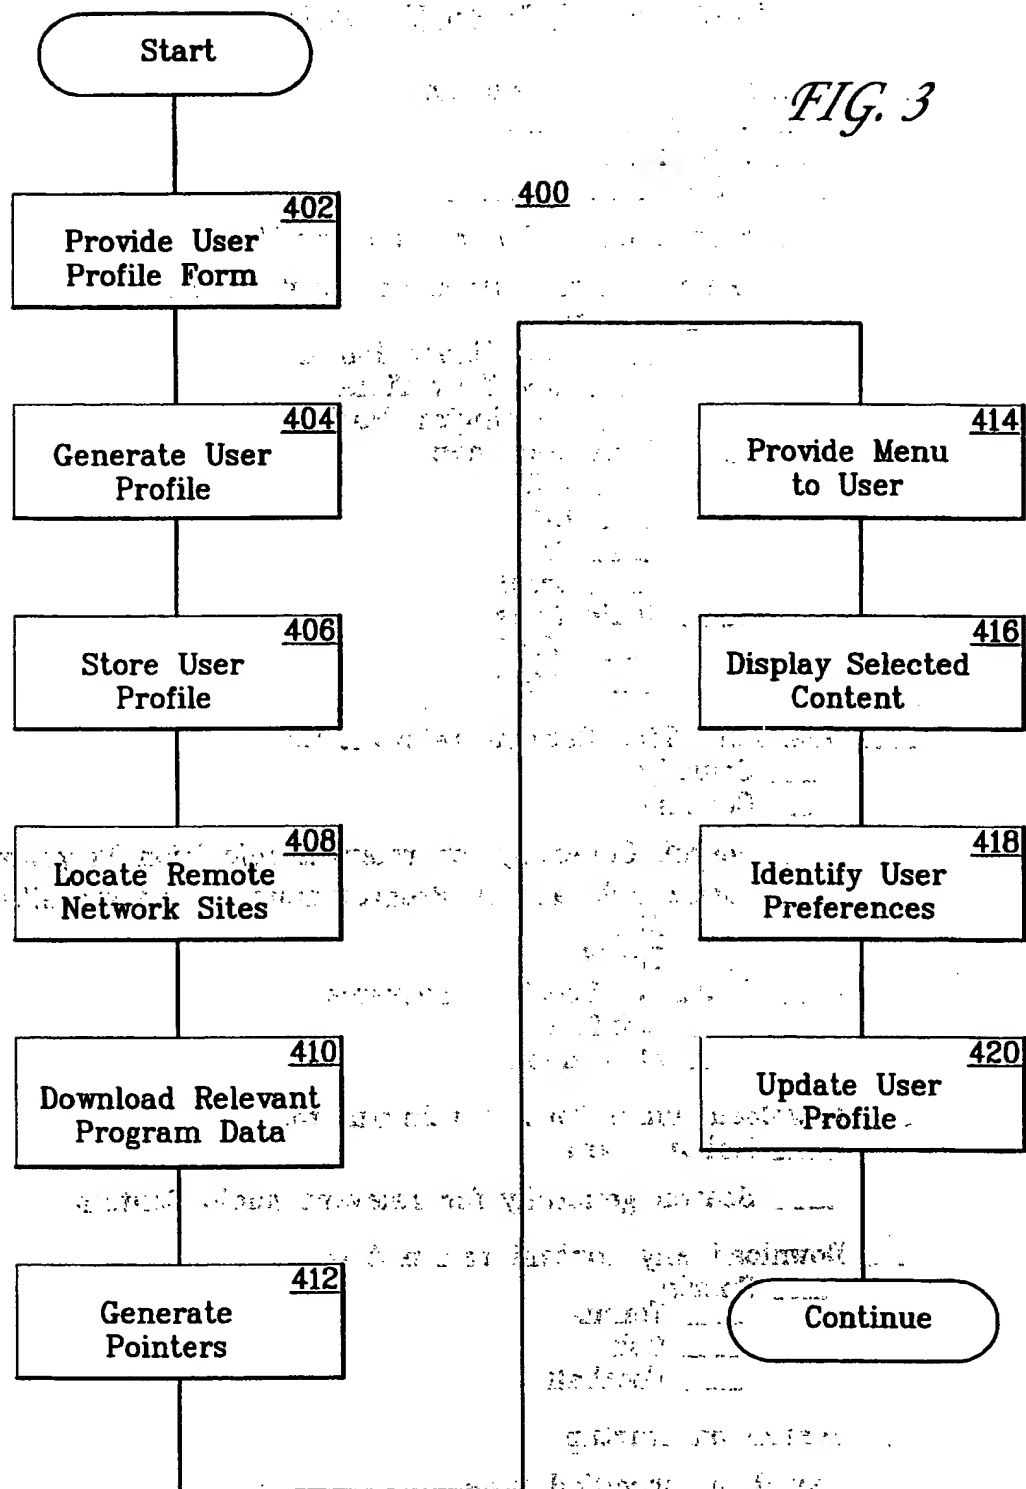 Start
FIG. 3
400
402
Provide User
Profile Form
404
Generate User
Profile
406
Store User
Profile
408
Locate Remote
Network Sites
410
Download Relevant
Program Data
412
Generate
Pointers
414
Provide Menu
to User
416
Display Selected
Content
418
Identify User
Preferences
420
Update User
Profile
Continue